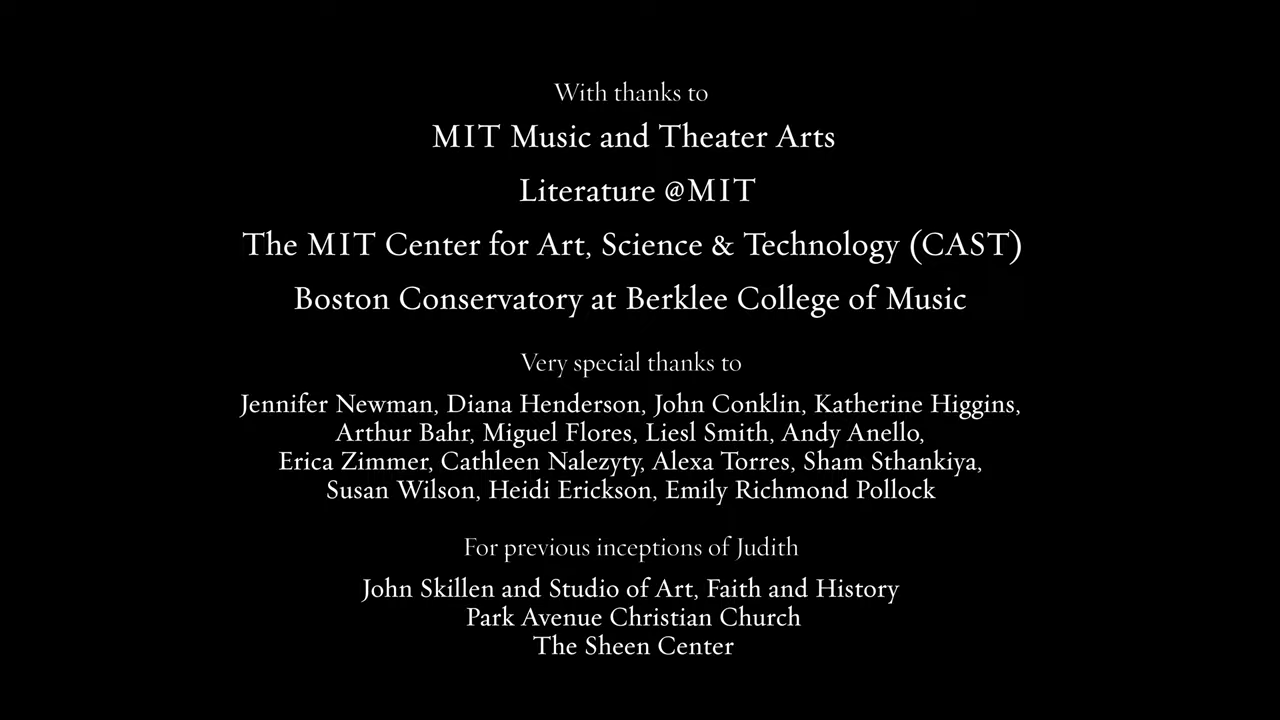 With thanks to
MIT Music and Theater Arts
Literature @MIT
The MIT Center for Art, Science & Technology (CAST)
Boston Conservatory at Berklee College of Music
Very special thanks to
Jennifer Newman, Diana Henderson, John Conklin, Katherine Higgins,
Arthur Bahr, Miguel Flores, Liesl Smith, Andy Anello,
Erica Zimmer, Cathleen Nalezyty, Alexa Torres, Sham Sthankiya,
Susan Wilson, Heidi Erickson, Emily Richmond Pollock
For previous inceptions of Judith
John Skillen and Studio of Art, Faith and History
Park Avenue Christian Church
The Sheen Center